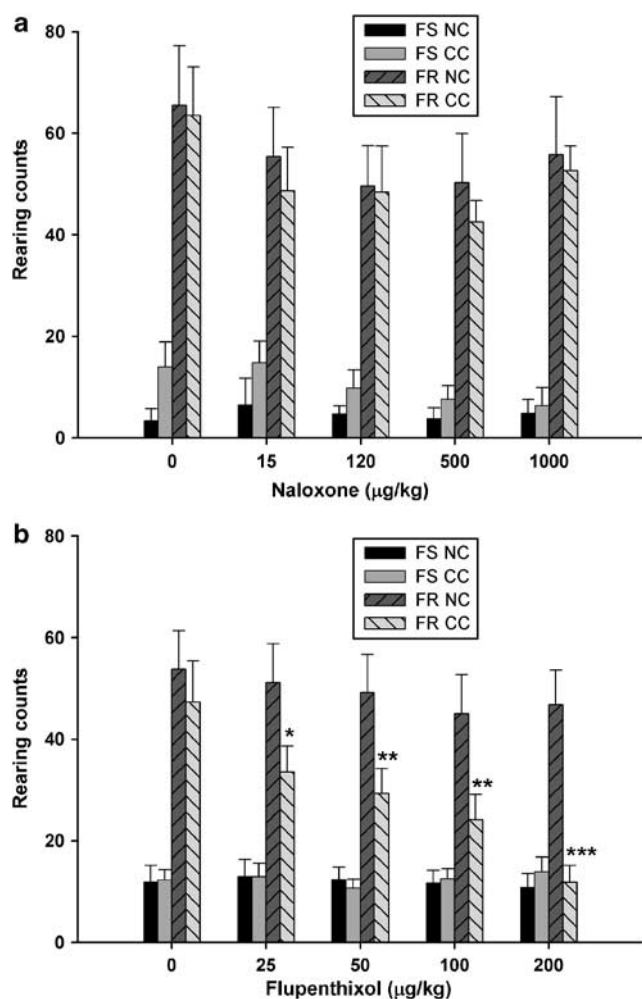 a
FS NC
FS CC
FR NC
FR CC
80
60
40
20
0
Rearing counts
0 15 120 500 1000
Naloxone (μg/kg)
b
FS NC
FS CC
FR NC
FR CC
80
60
40
20
0
Rearing counts
*
**
**
***
0 25 50 100 200
Flupenthixol (μg/kg)